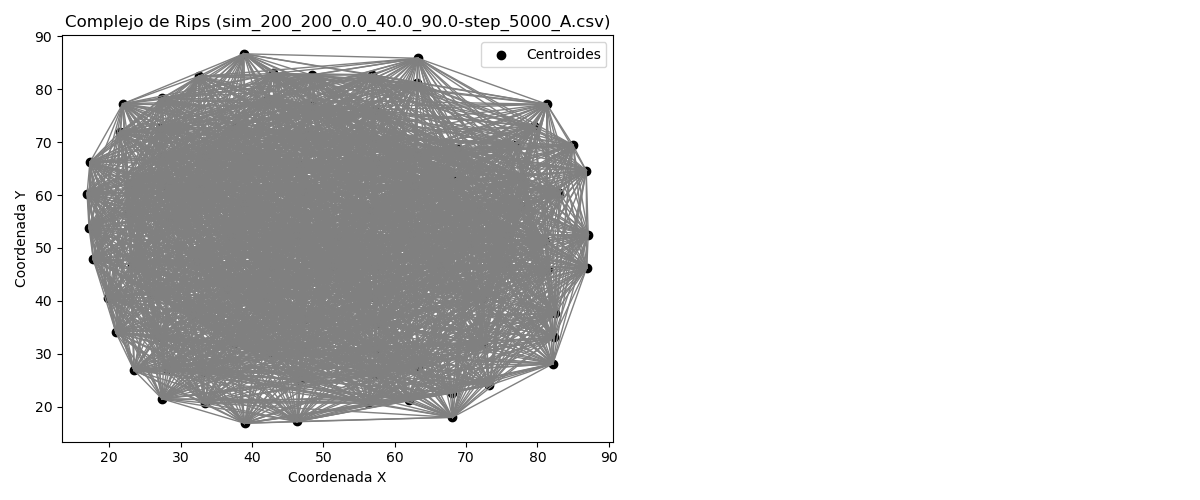 Complejo de Rips (sim_200_200_0.0_40.0_90.0-step_5000_A.csv)
Centroides
90
80
70
60
50
40
30
20
Coordenada Y
20 30 40 50 60 70 80 90
Coordenada X